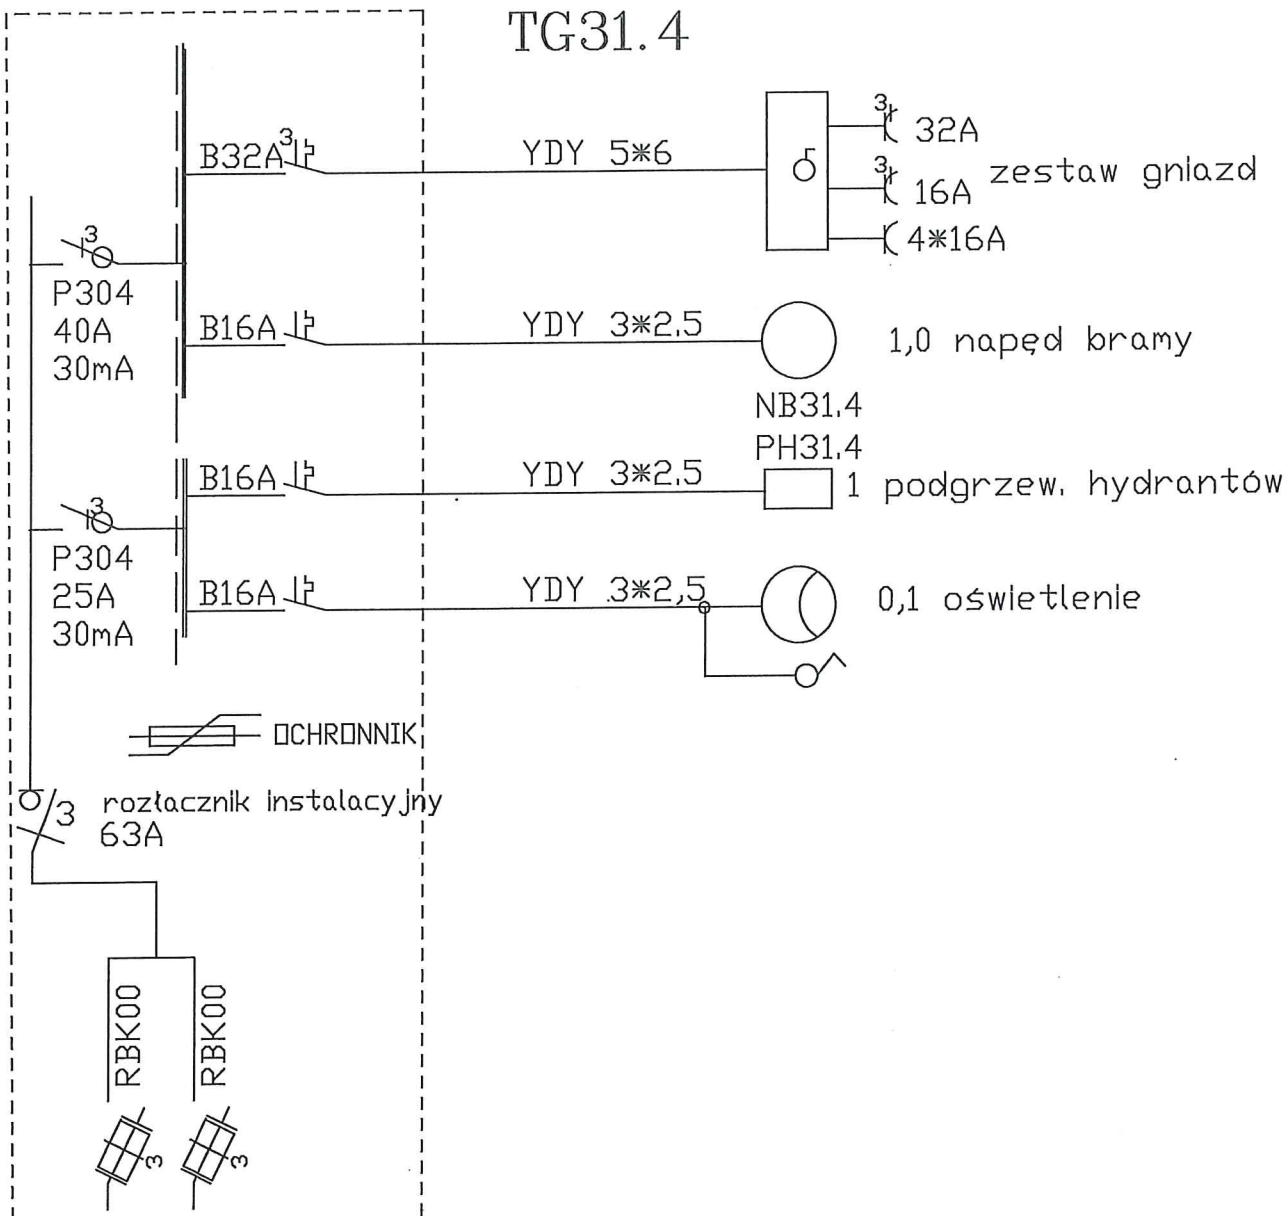 TG31.4
B32A
3
YDY 5*6
3
32A
3
16A
zestaw gniazd
4*16A
3
P304
40A
30mA
B16A
YDY 3*2.5
1,0 napęd bramy
NB31.4
PH31.4
B16A
YDY 3*2.5
1 podgrzew. hydrantów
3
P304
25A
30mA
B16A
YDY 3*2,5
0,1 oświetlenie
OCHRONNIK
3
rozłacznik instalacyjny
63A
RBK00
RBK00
3
3